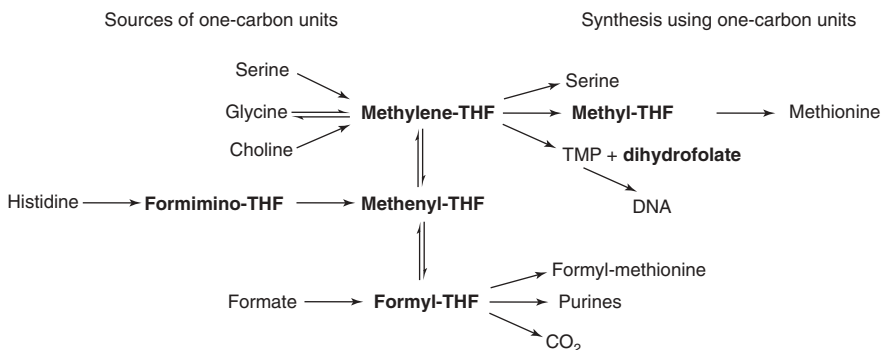 Sources of one-carbon units Synthesis using one-carbon units
Serine Serine
Glycine Methylene-THF Methyl-THF Methionine
Choline TMP + dihydrofolate
DNA
Histidine Formimino-THF Methenyl-THF
Formyl-methionine
Formate Formyl-THF Purines
CO₂